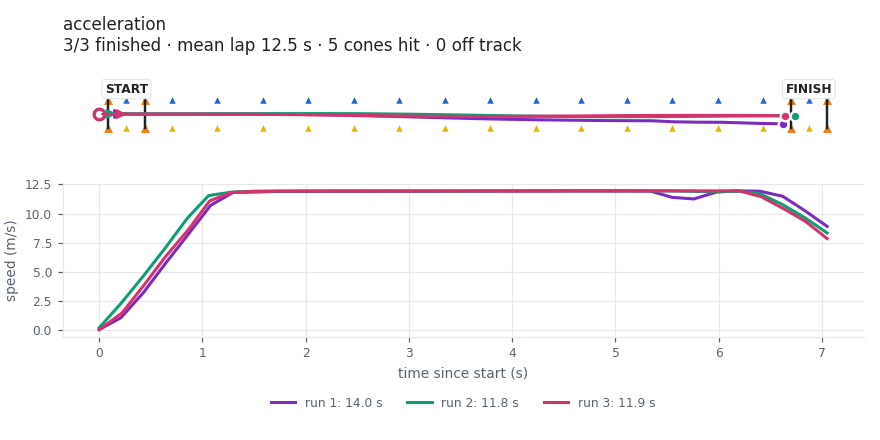 acceleration
3/3 finished · mean lap 12.5 s · 5 cones hit · 0 off track
START
FINISH
12.5
10.0
7.5
5.0
2.5
0.0
speed (m/s)
0 1 2 3 4 5 6 7
time since start (s)
run 1: 14.0 s run 2: 11.8 s run 3: 11.9 s